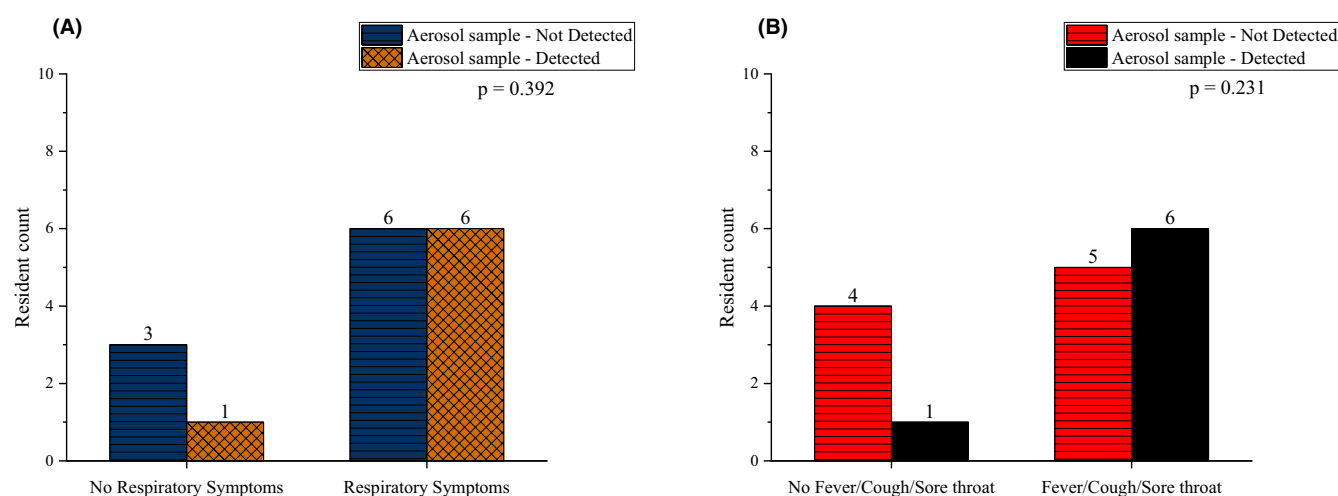 (A)
Aerosol sample - Not Detected
Aerosol sample - Detected
p = 0.392
10
8
6
4
2
0
Resident count
3
1
6
6
No Respiratory Symptoms
Respiratory Symptoms
(B)
Aerosol sample - Not Detected
Aerosol sample - Detected
p = 0.231
10
8
6
4
2
0
Resident count
4
1
5
6
No Fever/Cough/Sore throat
Fever/Cough/Sore throat